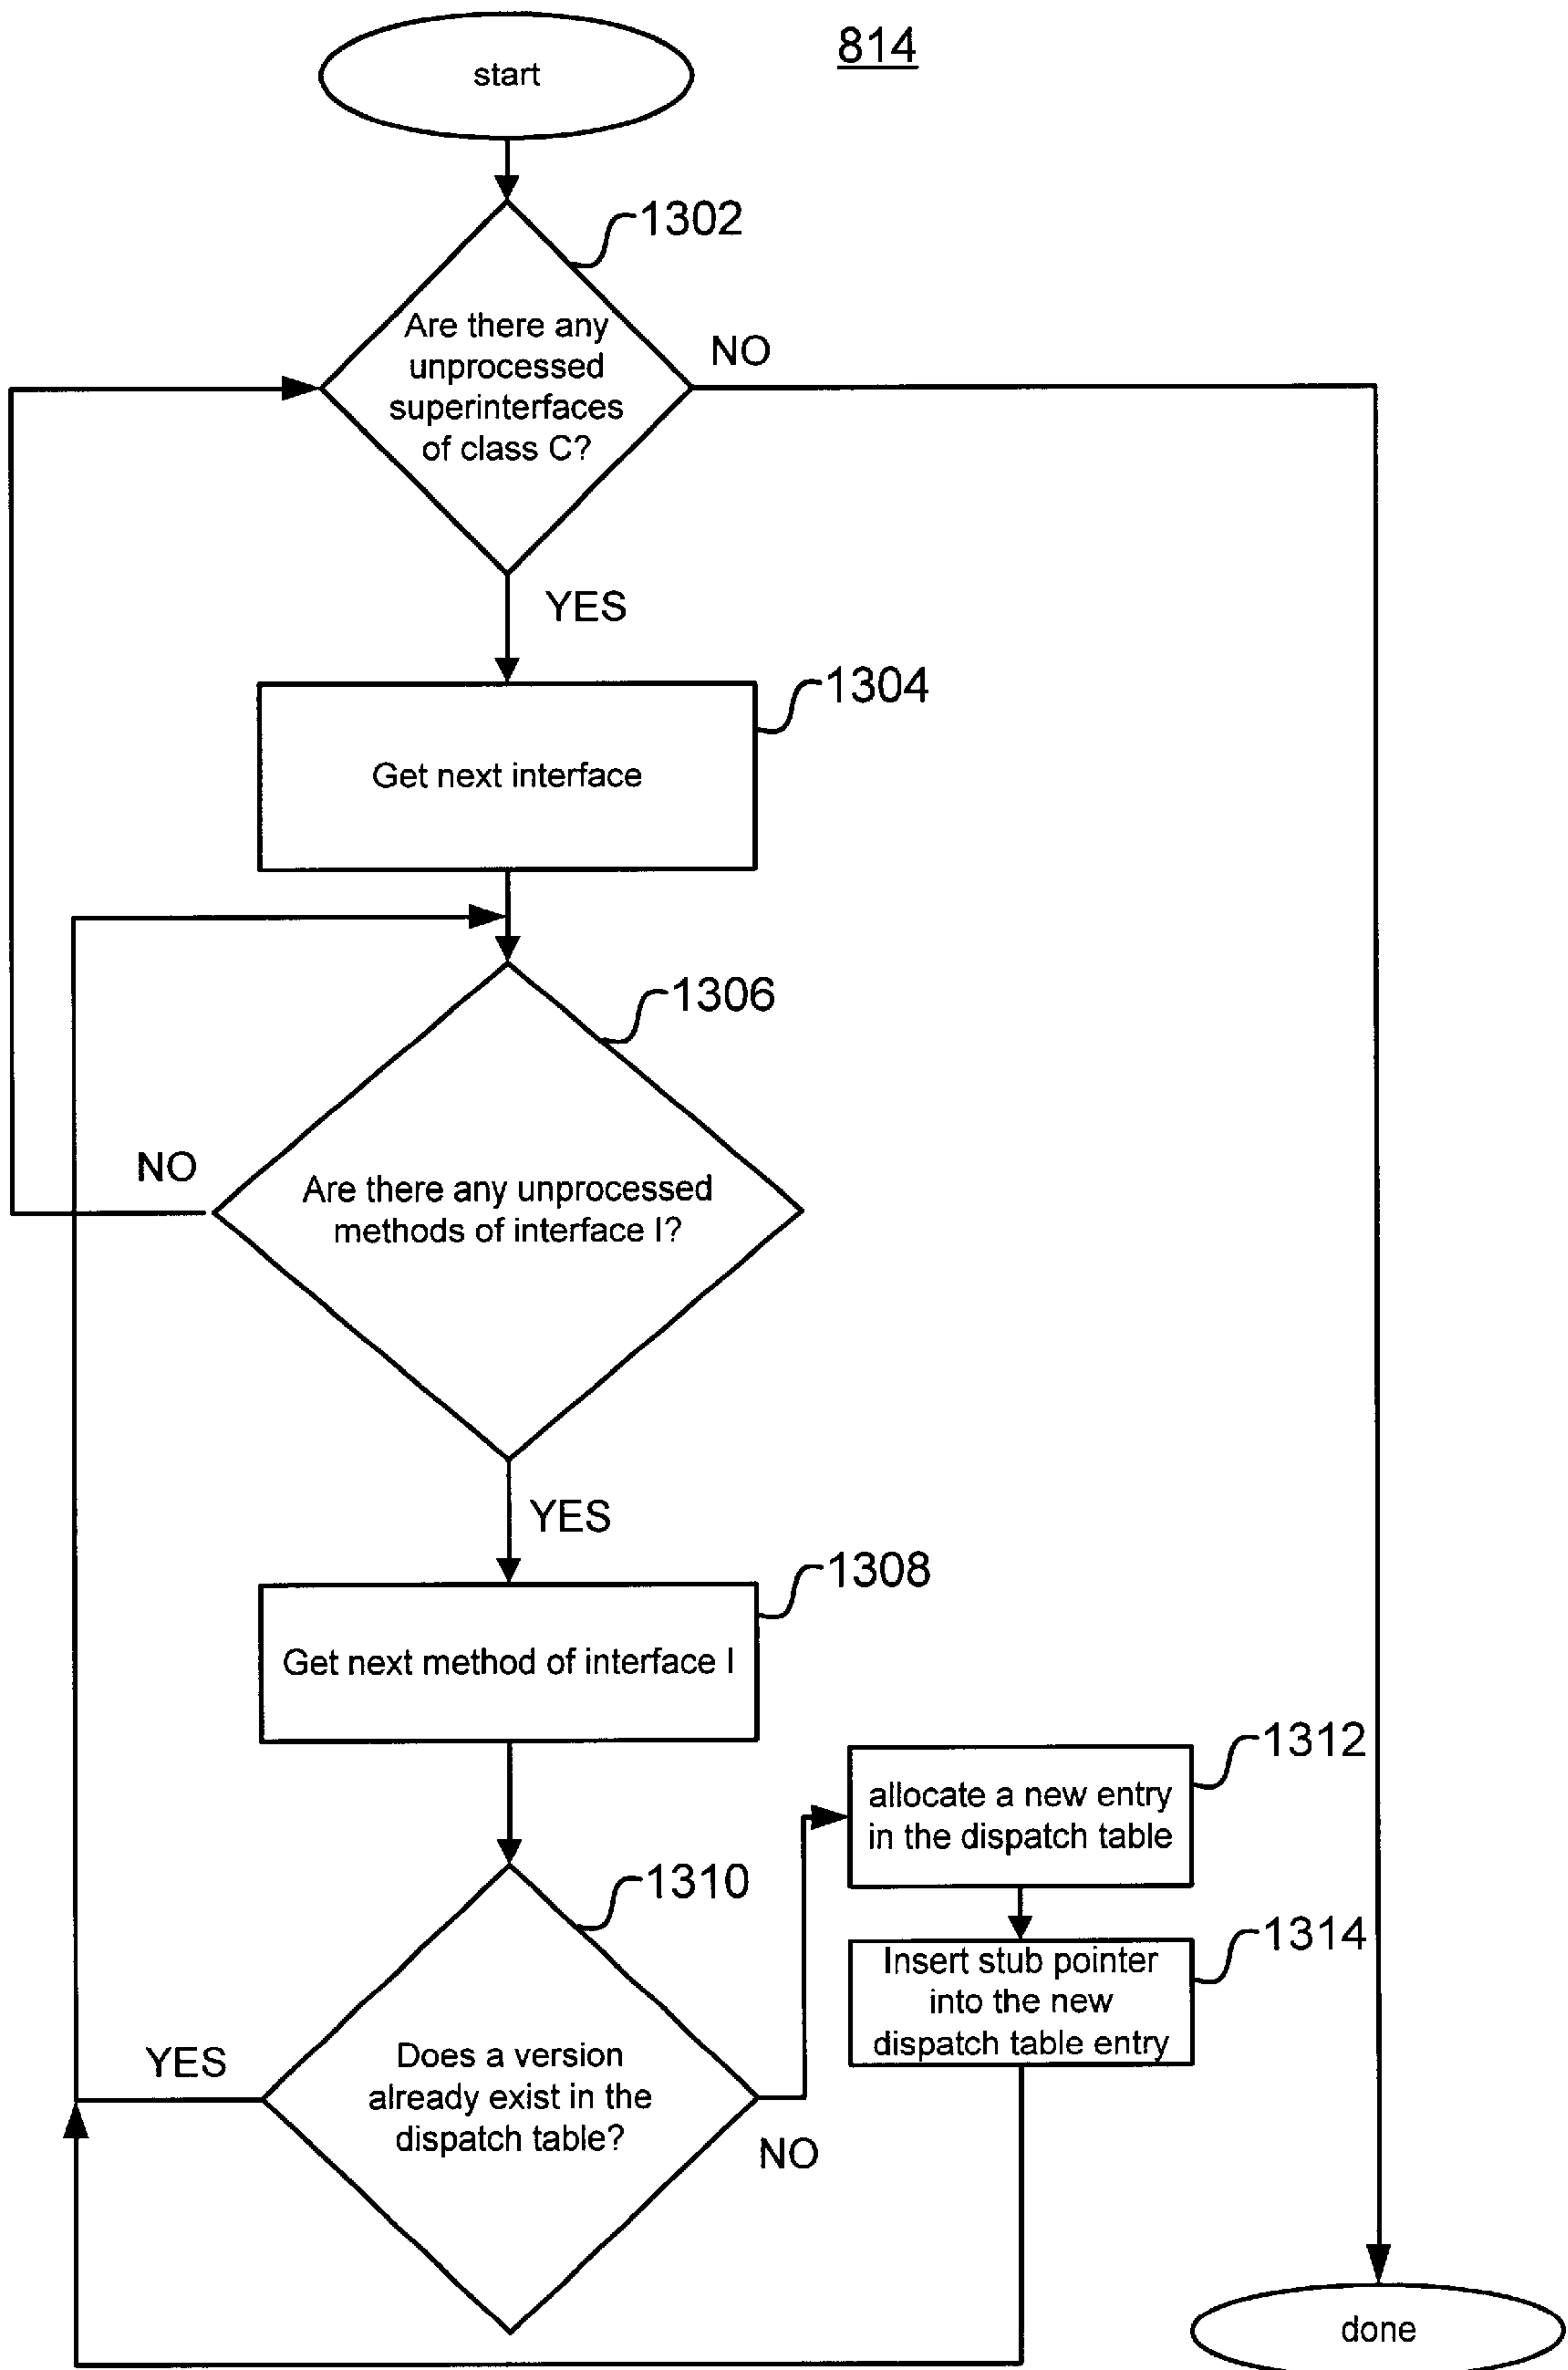 814
start
1302
Are there any
unprocessed
superinterfaces
of class C?
NO
YES
1304
Get next interface
1306
NO
Are there any unprocessed
methods of interface I?
YES
1308
Get next method of interface I
1312
allocate a new entry
in the dispatch table
1310
1314
Insert stub pointer
into the new
dispatch table entry
YES
Does a version
already exist in the
dispatch table?
NO
done